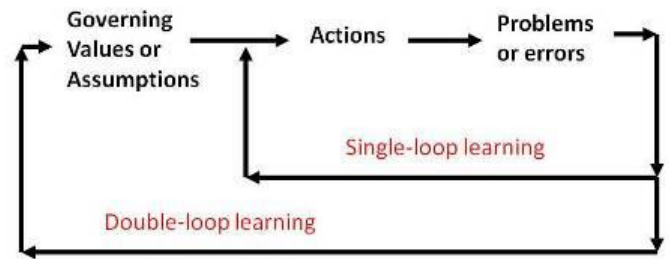 Governing
Values or
Assumptions
Actions
Problems
or errors
Single-loop learning
Double-loop learning